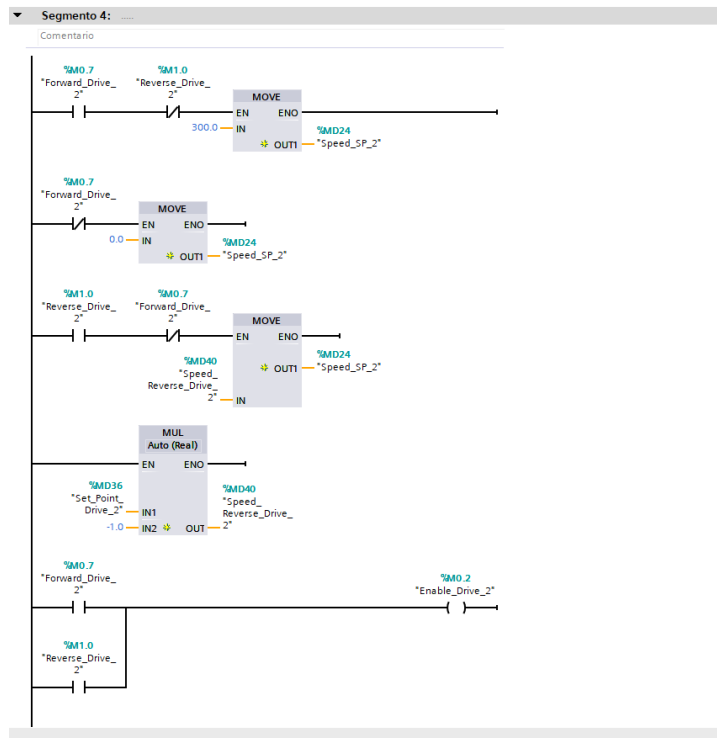 Segmento 4: .....
Comentario
%M0.7
"Forward_Drive_
2"
%M1.0
"Reverse_Drive_
2"
MOVE
EN ENO
300.0 IN
OUT1
%MD24
"Speed_SP_2"
%M0.7
"Forward_Drive_
2"
MOVE
EN ENO
0.0 IN
OUT1
%MD24
"Speed_SP_2"
%M1.0
"Reverse_Drive_
2"
%M0.7
"Forward_Drive_
2"
MOVE
EN ENO
%MD24
OUT1 "Speed_SP_2"
%MD40
"Speed_
Reverse_Drive_
2" IN
MUL
Auto (Real)
EN ENO
%MD36
"Set_Point_
Drive_2" IN1
-1.0 IN2
OUT
%MD40
"Speed_
Reverse_Drive_
2"
%M0.7
"Forward_Drive_
2"
%M0.2
"Enable_Drive_2"
%M1.0
"Reverse_Drive_
2"